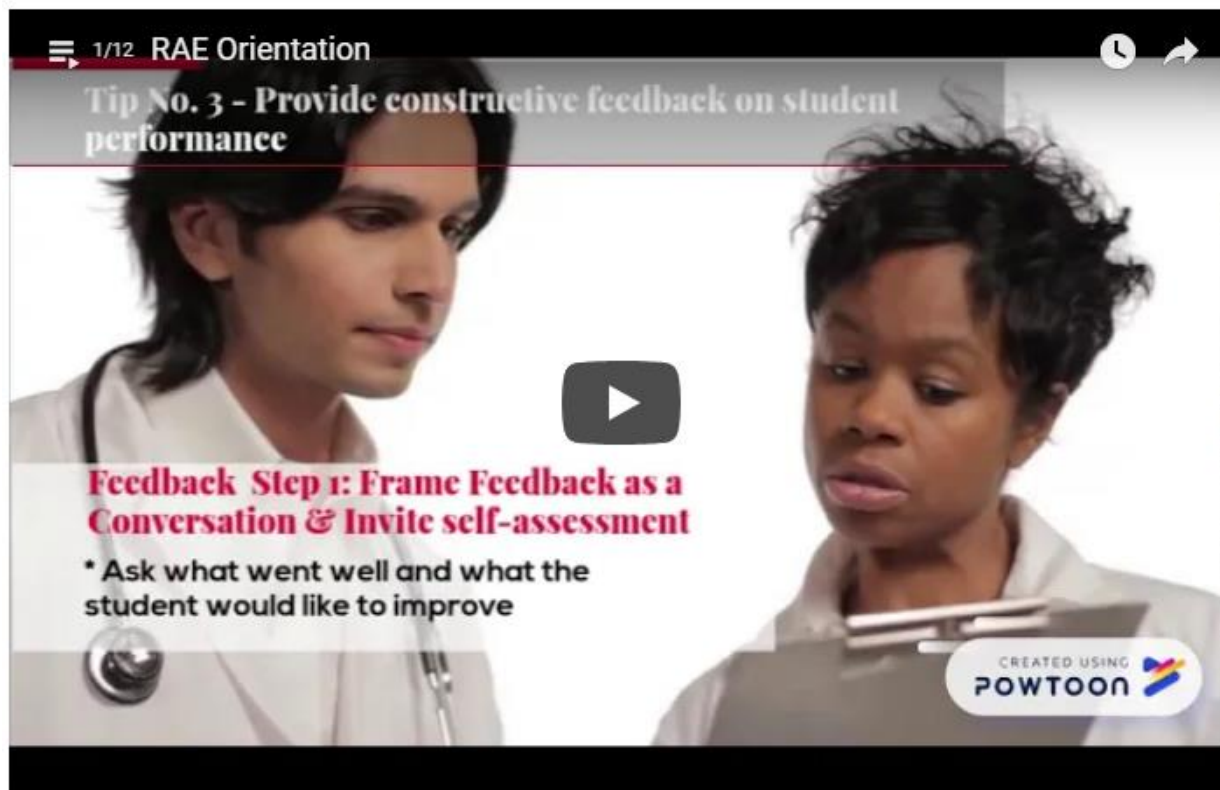 1/12 RAE Orientation
Tip No. 3 - Provide constructive feedback on student
performance
Feedback Step 1: Frame Feedback as a
Conversation & Invite self-assessment
* Ask what went well and what the
student would like to improve
CREATED USING
POWTOON